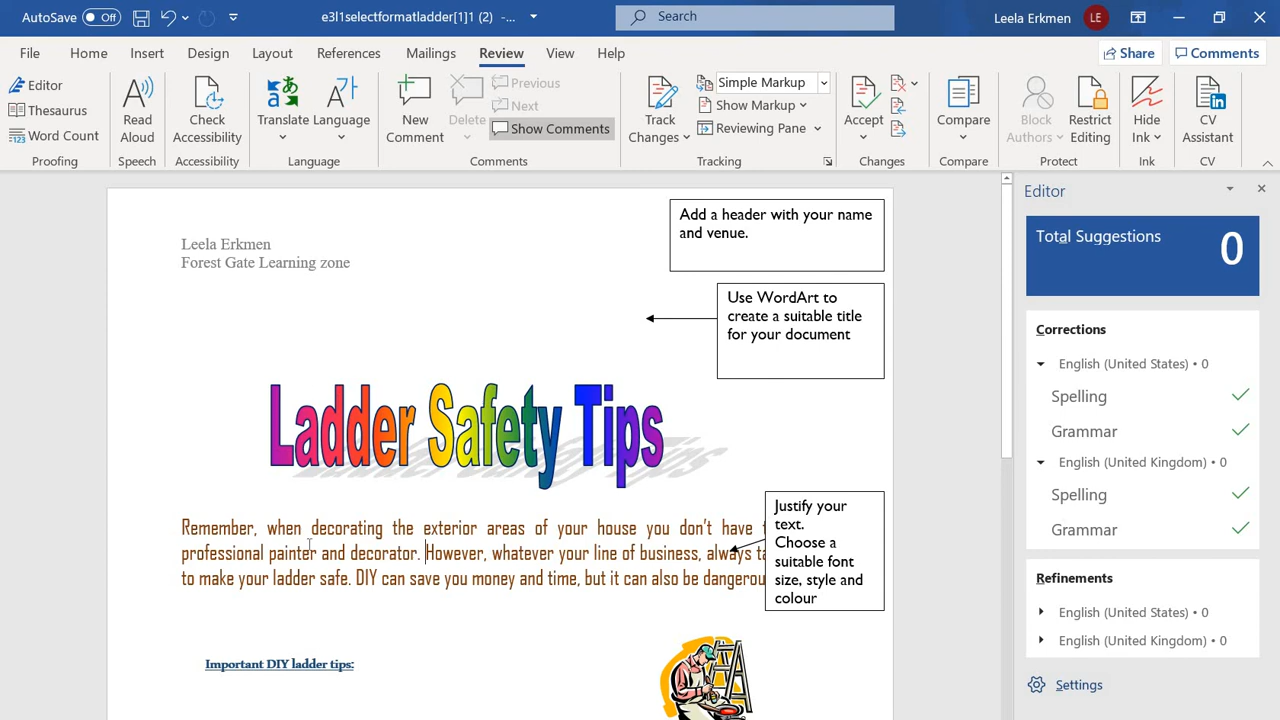 AutoSave Off e3l1selectformatladder[1]1 (2) -... Search Leela Erkmen LE
File Home Insert Design Layout References Mailings Review View Help Share Comments
Editor
Thesaurus
Word Count
Proofing
Read Aloud
Speech
Check Accessibility
Accessibility
Translate
Language
Language
New Comment
Delete
Previous
Next
Show Comments
Comments
Track Changes
Simple Markup
Show Markup
Reviewing Pane
Tracking
Accept
Changes
Compare
Compare
Block Authors
Restrict Editing
Protect
Hide Ink
Ink
CV Assistant
CV
Leela Erkmen
Forest Gate Learning zone
Add a header with your name
and venue.
Use WordArt to
create a suitable title
for your document
Ladder Safety Tips
Remember, when decorating the exterior areas of your house you don't have
professional painter and decorator. However, whatever your line of business, always
to make your ladder safe. DIY can save you money and time, but it can also be
Justify your
text.
Choose a
suitable font
size, style and
colour
Important DIY ladder tips:
Editor
Total Suggestions 0
Corrections
English (United States) • 0
Spelling
Grammar
English (United Kingdom) • 0
Spelling
Grammar
Refinements
English (United States) • 0
English (United Kingdom) • 0
Settings